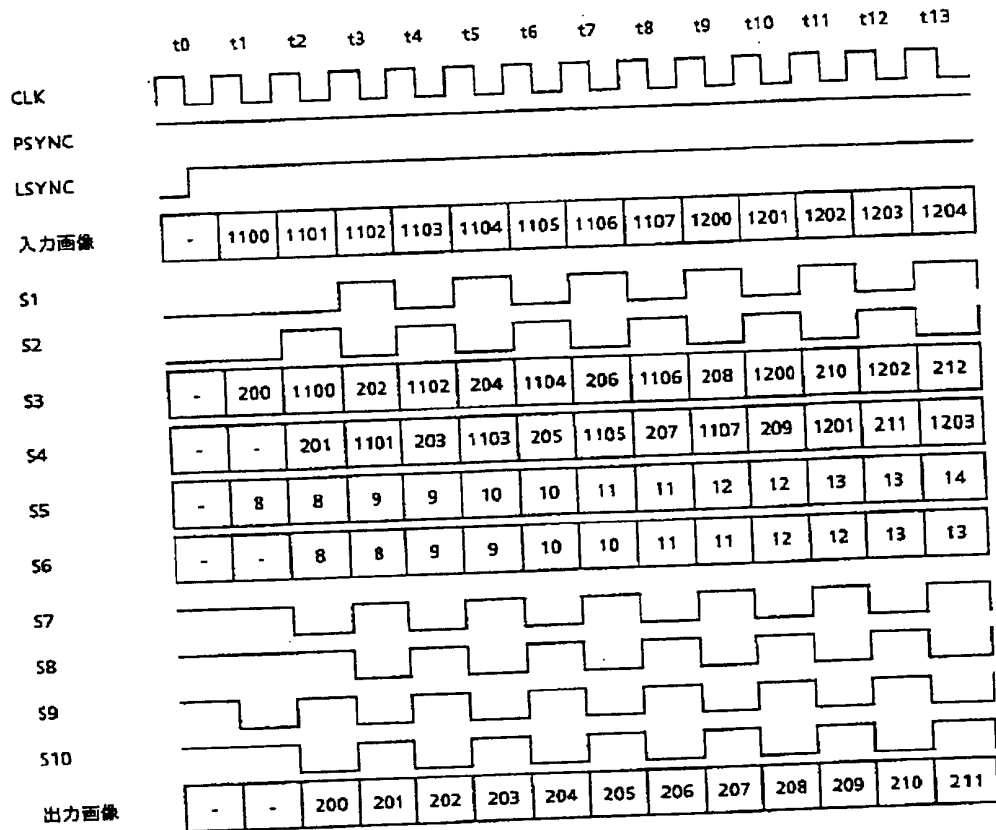 t0 t1 t2 t3 t4 t5 t6 t7 t8 t9 t10 t11 t12 t13
CLK
PSYNC
LSYNC
入力画像 - 1100 1101 1102 1103 1104 1105 1106 1107 1200 1201 1202 1203 1204
S1
S2
S3 - 200 1100 202 1102 204 1104 206 1106 208 1200 210 1202 212
S4 - - 201 1101 203 1103 205 1105 207 1107 209 1201 211 1203
S5 - 8 8 9 9 10 10 11 11 12 12 13 13 14
S6 - - 8 8 9 9 10 10 11 11 12 12 13 13
S7
S8
S9
S10
出力画像 - - 200 201 202 203 204 205 206 207 208 209 210 211